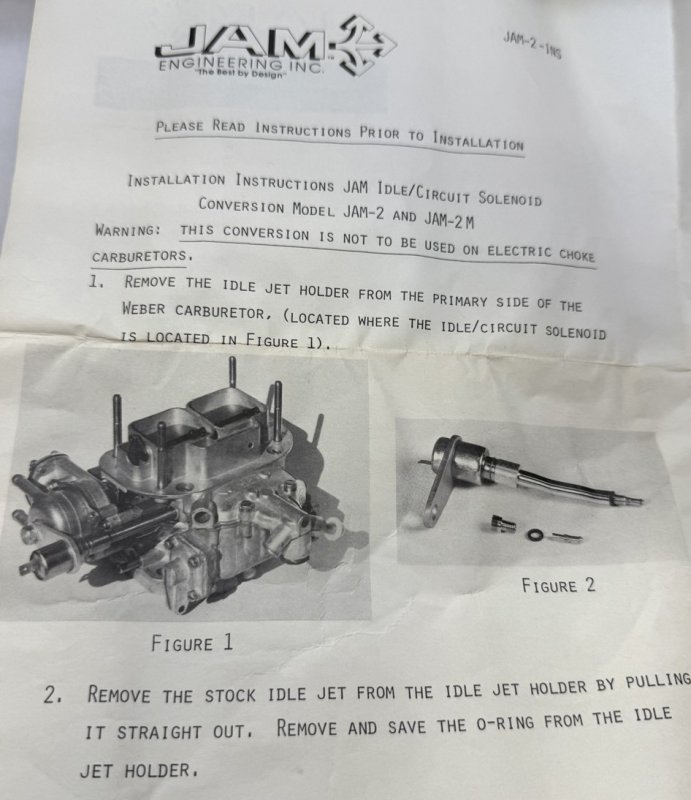 JAM
ENGINEERING INC.
"The Best by Design"
JAM-2-INS
PLEASE READ INSTRUCTIONS PRIOR TO INSTALLATION
INSTALLATION INSTRUCTIONS JAM IDLE/CIRCUIT SOLENOID
CONVERSION MODEL JAM-2 AND JAM-2M
WARNING: THIS CONVERSION IS NOT TO BE USED ON ELECTRIC CHOKE
CARBURETORS.
1. REMOVE THE IDLE JET HOLDER FROM THE PRIMARY SIDE OF THE
WEBER CARBURETOR, (LOCATED WHERE THE IDLE/CIRCUIT SOLENOID
IS LOCATED IN FIGURE 1).
FIGURE 2
FIGURE 1
2. REMOVE THE STOCK IDLE JET FROM THE IDLE JET HOLDER BY PULLING
IT STRAIGHT OUT. REMOVE AND SAVE THE O-RING FROM THE IDLE
JET HOLDER.